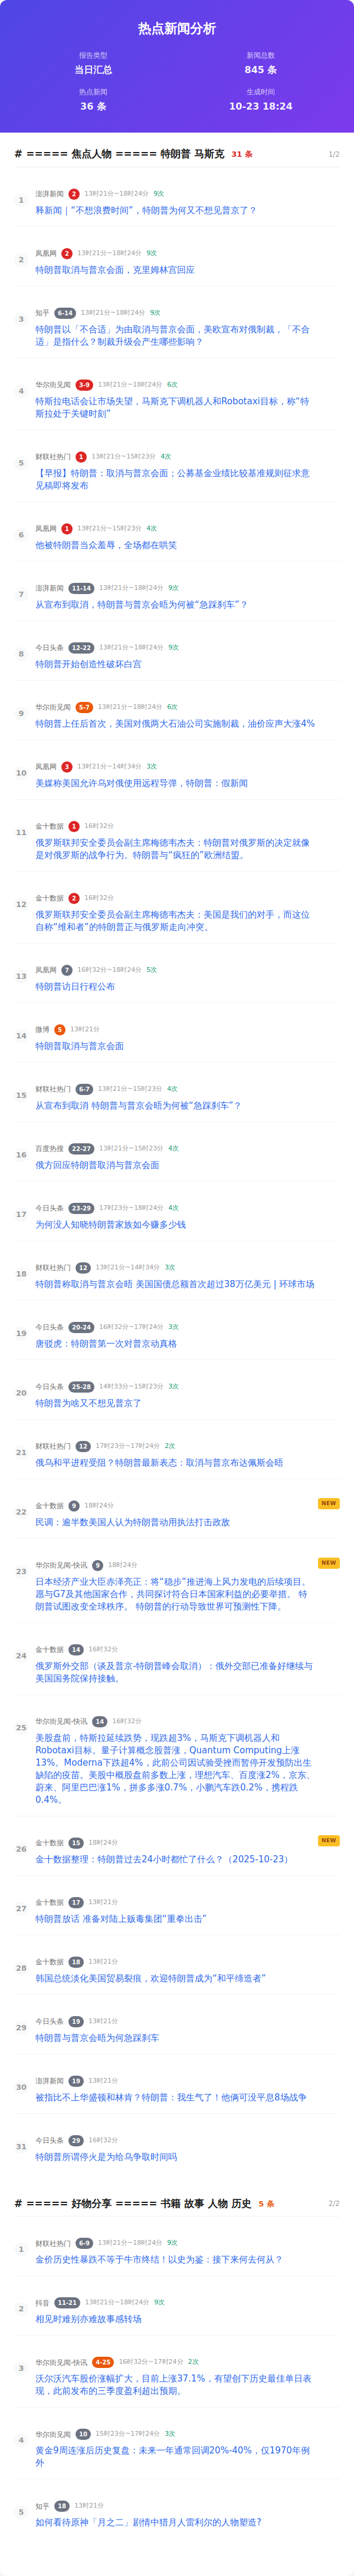 热点新闻分析
报告类型
新闻总数
当日汇总
845 条
热点新闻
生成时间
36 条
10-23 18:24
# ===== 焦点人物 ===== 特朗普 马斯克 31 条 1/2
1
澎湃新闻 2 13时21分~18时24分 9次
释新闻｜“不想浪费时间”，特朗普为何又不想见普京了？
2
凤凰网 2 13时21分~18时24分 9次
特朗普取消与普京会面，克里姆林宫回应
3
知乎 6-14 13时21分~18时24分 9次
特朗普以「不合适」为由取消与普京会面，美欧宣布对俄制裁，「不合
适」是指什么？制裁升级会产生哪些影响？
4
华尔街见闻 3-9 13时21分~18时24分 6次
特斯拉电话会让市场失望，马斯克下调机器人和Robotaxi目标，称“特
斯拉处于关键时刻”
5
财联社热门 1 13时21分~15时23分 4次
【早报】特朗普：取消与普京会面；公募基金业绩比较基准规则征求意
见稿即将发布
6
凤凰网 1 13时21分~15时23分 4次
他被特朗普当众羞辱，全场都在哄笑
7
澎湃新闻 11-14 13时21分~18时24分 9次
从宣布到取消，特朗普与普京会晤为何被“急踩刹车”？
8
今日头条 12-22 13时21分~18时24分 9次
特朗普开始创造性破坏白宫
9
华尔街见闻 5-7 13时21分~18时24分 6次
特朗普上任后首次，美国对俄两大石油公司实施制裁，油价应声大涨4%
10
凤凰网 3 13时21分~14时34分 3次
美媒称美国允许乌对俄使用远程导弹，特朗普：假新闻
11
金十数据 1 16时32分
俄罗斯联邦安全委员会副主席梅德韦杰夫：特朗普对俄罗斯的决定就像
是对俄罗斯的战争行为。特朗普与“疯狂的”欧洲结盟。
12
金十数据 2 16时32分
俄罗斯联邦安全委员会副主席梅德韦杰夫：美国是我们的对手，而这位
自称“维和者”的特朗普正与俄罗斯走向冲突。
13
凤凰网 7 16时32分~18时24分 5次
特朗普访日行程公布
14
微博 5 13时21分
特朗普取消与普京会面
15
财联社热门 6-7 13时21分~15时23分 4次
从宣布到取消 特朗普与普京会晤为何被“急踩刹车”？
16
百度热搜 22-27 13时21分~15时23分 4次
俄方回应特朗普取消与普京会面
17
今日头条 23-29 17时23分~18时24分 4次
为何没人知晓特朗普家族如今赚多少钱
18
财联社热门 12 13时21分~14时34分 3次
特朗普称取消与普京会晤 美国国债总额首次超过38万亿美元 | 环球市场
19
今日头条 20-24 16时32分~17时24分 3次
唐驳虎：特朗普第一次对普京动真格
20
今日头条 25-28 14时33分~15时23分 3次
特朗普为啥又不想见普京了
21
财联社热门 12 17时23分~17时24分 2次
俄乌和平进程受阻？特朗普最新表态：取消与普京布达佩斯会晤
22
金十数据 9 18时24分
NEW
民调：逾半数美国人认为特朗普动用执法打击政敌
23
华尔街见闻-快讯 9 18时24分
NEW
日本经济产业大臣赤泽亮正：将“稳步”推进海上风力发电的后续项目。
愿与G7及其他国家合作，共同探讨符合日本国家利益的必要举措。 特
朗普试图改变全球秩序。 特朗普的行动导致世界可预测性下降。
24
金十数据 14 16时32分
俄罗斯外交部（谈及普京-特朗普峰会取消）：俄外交部已准备好继续与
美国国务院保持接触。
25
华尔街见闻-快讯 14 16时32分
美股盘前，特斯拉延续跌势，现跌超3%，马斯克下调机器人和
Robotaxi目标。量子计算概念股普涨，Quantum Computing上涨
13%。Moderna下跌超4%，此前公司因试验受挫而暂停开发预防出生
缺陷的疫苗。美股中概股盘前多数上涨，理想汽车、百度涨2%，京东、
蔚来、阿里巴巴涨1%，拼多多涨0.7%，小鹏汽车跌0.2%，携程跌
0.4%。
26
金十数据 15 18时24分
NEW
金十数据整理：特朗普过去24小时都忙了什么？（2025-10-23）
27
金十数据 17 13时21分
特朗普放话 准备对陆上贩毒集团“重拳出击”
28
金十数据 18 13时21分
韩国总统淡化美国贸易裂痕，欢迎特朗普成为“和平缔造者”
29
今日头条 19 13时21分
特朗普与普京会晤为何急踩刹车
30
澎湃新闻 19 13时21分
被指比不上华盛顿和林肯？特朗普：我生气了！他俩可没平息8场战争
31
今日头条 29 16时32分
特朗普所谓停火是为给乌争取时间吗
# ===== 好物分享 ===== 书籍 故事 人物 历史 5 条 2/2
1
财联社热门 6-9 13时21分~18时24分 9次
金价历史性暴跌不等于牛市终结！以史为鉴：接下来何去何从？
2
抖音 11-21 13时21分~18时24分 9次
相见时难别亦难故事感转场
3
华尔街见闻-快讯 4-25 16时32分~17时24分 2次
沃尔沃汽车股价涨幅扩大，目前上涨37.1%，有望创下历史最佳单日表
现，此前发布的三季度盈利超出预期。
4
华尔街见闻 10 15时23分~17时24分 3次
黄金9周连涨后历史复盘：未来一年通常回调20%-40%，仅1970年例
外
5
知乎 18 13时21分
如何看待原神「月之二」剧情中猎月人雷利尔的人物塑造?